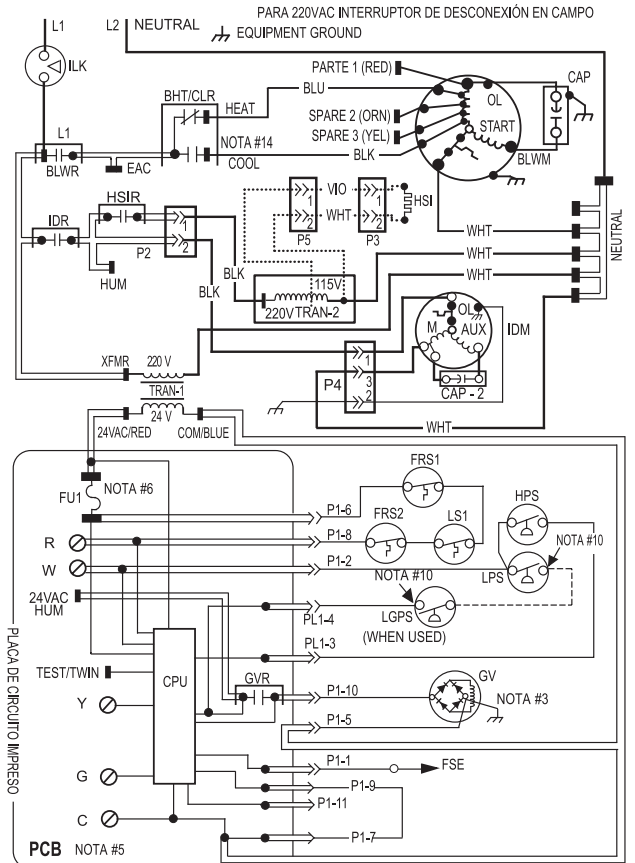 PARA 220VAC INTERRUPTOR DE DESCONEXIÓN EN CAMPO
L1
L2
NEUTRAL
EQUIPMENT GROUND
ILK
PARTE 1 (RED)
BLU
BHT/CLR
HEAT
OL
CAP
SPARE 2 (ORN)
START
SPARE 3 (YEL)
NOTA #14
COOL
BLK
L1
BLWR
EAC
BLWM
HSIR
IDR
P2
1
2
HUM
VIO
WHT
1
2
P5
1
2
P3
HSI
WHT
NEUTRAL
WHT
WHT
BLK
BLK
115V
220V
TRAN-2
OL
M
AUX
IDM
CAP - 2
P4
1
3
2
WHT
XFMR
220 V
TRAN-1
24 V
24VAC/RED
COM/BLUE
FU1
NOTA #6
FRS1
P1-6
HPS
R
P1-8
FRS2
LS1
NOTA #10
W
P1-2
NOTA #10
LPS
24VAC
HUM
PL1-4
LGPS
(WHEN USED)
PL1-3
PLACA DE CIRCUITO IMPRESO
TEST/TWIN
CPU
GVR
P1-10
GV
NOTA #3
Y
P1-5
P1-1
FSE
G
P1-9
P1-11
C
P1-7
PCB
NOTA #5